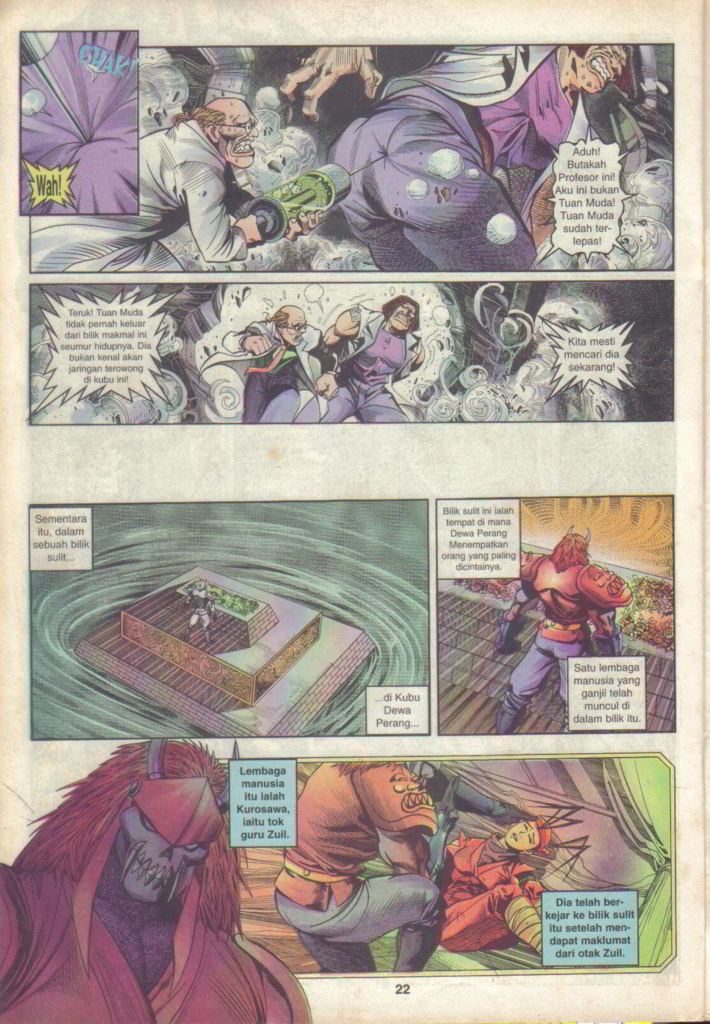 CHAK!
Wah!
Aduh!
Butakah
Profesor ini!
Aku ini bukan
Tuan Muda!
Tuan Muda
sudah ter-
lepas!
Teruk! Tuan Muda
tidak pernah keluar
dari bilik makmal ini
seumur hidupnya. Dia
bukan kenal akan
jaringan terowong
di kubu ini!
Kita mesti
mencari dia
sekarang!
Sementara
itu, dalam
sebuah bilik
sulit...
...di Kubu
Dewa
Perang...
Bilik sulit ini ialah
tempat di mana
Dewa Perang
Menempatkan
orang yang paling
dicintainya.
Satu lembaga
manusia yang
ganjil telah
muncul di
dalam bilik itu.
Lembaga
manusia
itu ialah
Kurosawa,
iaitu tok
guru Zuil.
Dia telah ber-
kejar ke bilik sulit
itu setelah men-
dapat maklumat
dari otak Zuil.
22